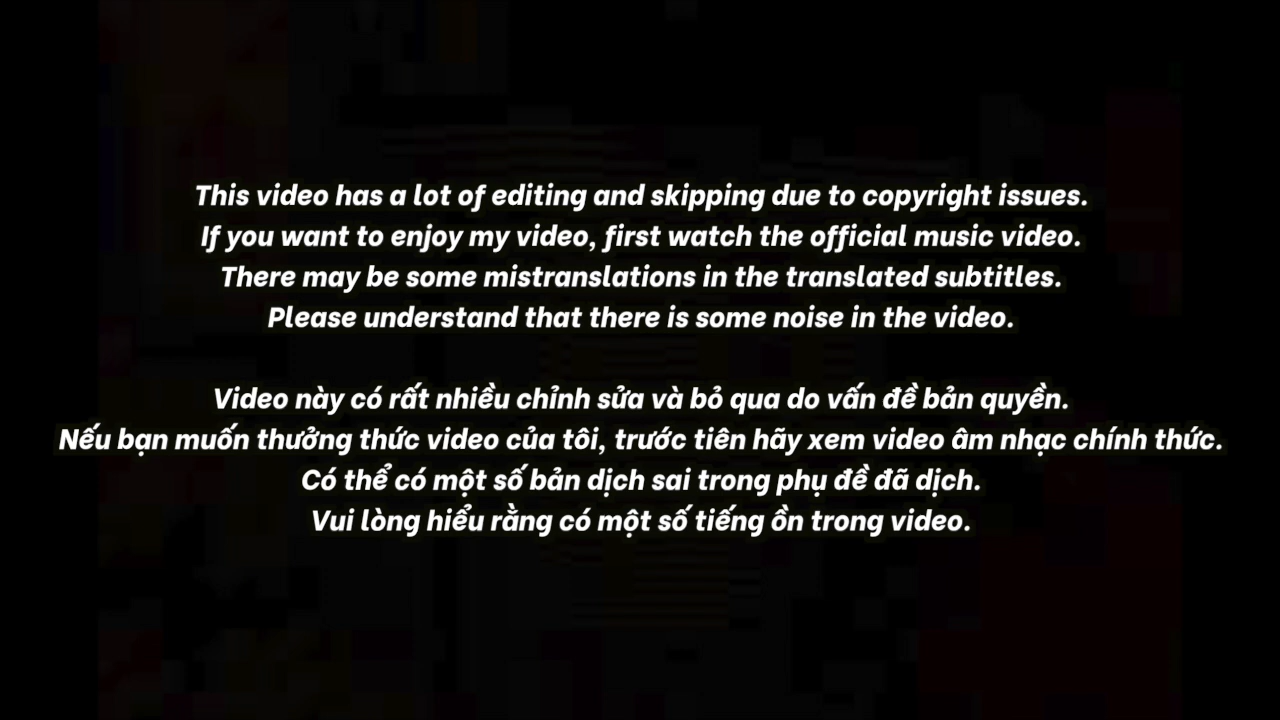 This video has a lot of editing and skipping due to copyright issues.
If you want to enjoy my video, first watch the official music video.
There may be some mistranslations in the translated subtitles.
Please understand that there is some noise in the video.
Video này có rất nhiều chỉnh sửa và bỏ qua do vấn đề bản quyền.
Nếu bạn muốn thưởng thức video của tôi, trước tiên hãy xem video âm nhạc chính thức.
Có thể có một số bản dịch sai trong phụ đề đã dịch.
Vui lòng hiểu rằng có một số tiếng ồn trong video.